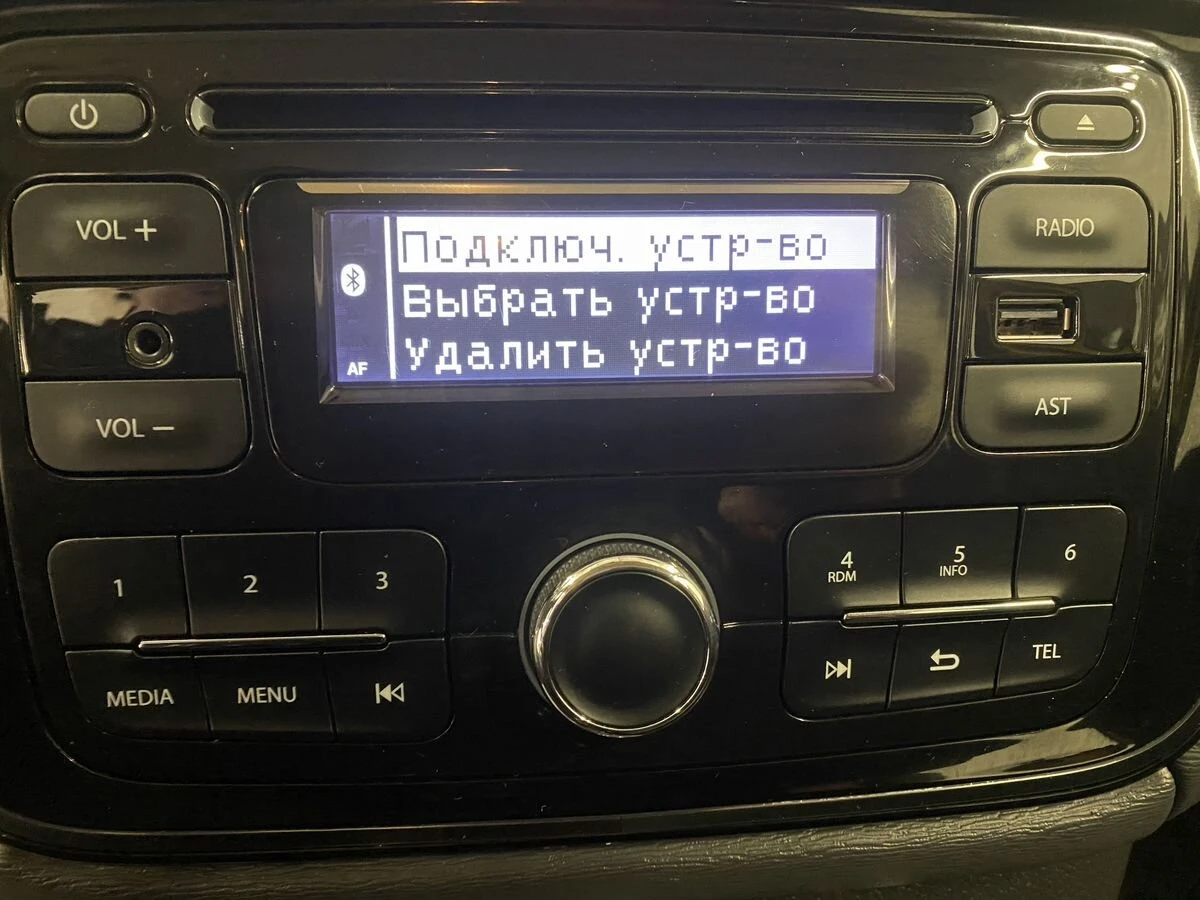 VOL +
Подключ. устр-во
Выбрать устр-во
Удалить устр-во
AF
VOL −
RADIO
AST
1
2
3
MEDIA
MENU
4
RDM
5
INFO
6
TEL